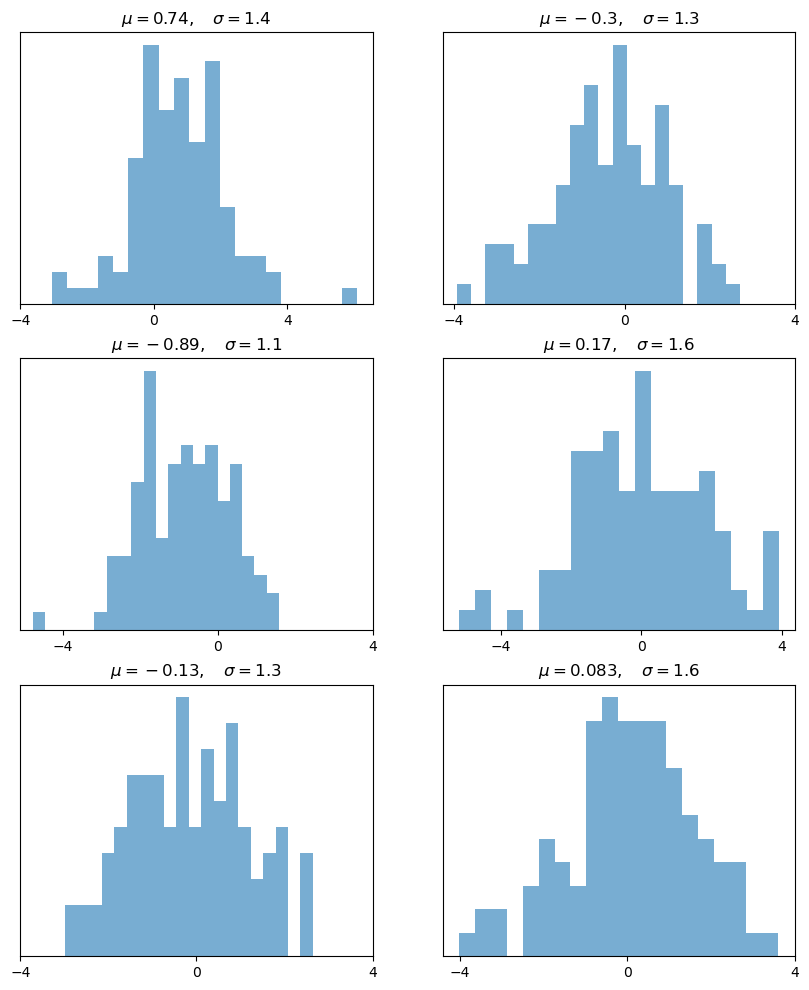 μ = 0.74, σ = 1.4
−4 0 4
μ = −0.3, σ = 1.3
−4 0 4
μ = −0.89, σ = 1.1
−4 0 4
μ = 0.17, σ = 1.6
−4 0 4
μ = −0.13, σ = 1.3
−4 0 4
μ = 0.083, σ = 1.6
−4 0 4